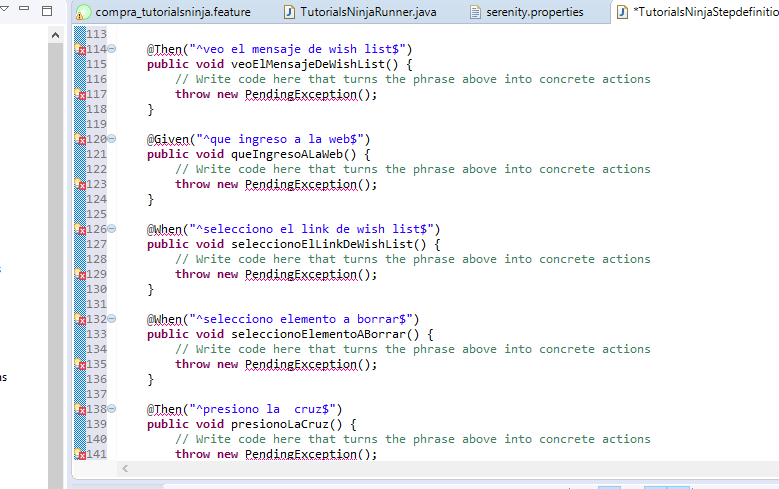 compra_tutorialsninja.feature TutorialsNinjaRunner.java serenity.properties *TutorialsNinjaStepdefinitio
113
114 @Then("^veo el mensaje de wish list$")
115 public void veoElMensajeDeWishList() {
116 // Write code here that turns the phrase above into concrete actions
117 throw new PendingException();
118 }
119
120 @Given("^que ingreso a la web$")
121 public void queIngresoALaWeb() {
122 // Write code here that turns the phrase above into concrete actions
123 throw new PendingException();
124 }
125
126 @When("^selecciono el link de wish list$")
127 public void seleccionoElLinkDeWishList() {
128 // Write code here that turns the phrase above into concrete actions
129 throw new PendingException();
130 }
131
132 @When("^selecciono elemento a borrar$")
133 public void seleccionoElementoABorrar() {
134 // Write code here that turns the phrase above into concrete actions
135 throw new PendingException();
136 }
137
138 @Then("^presiono la  cruz$")
139 public void presionoLaCruz() {
140 // Write code here that turns the phrase above into concrete actions
141 throw new PendingException();